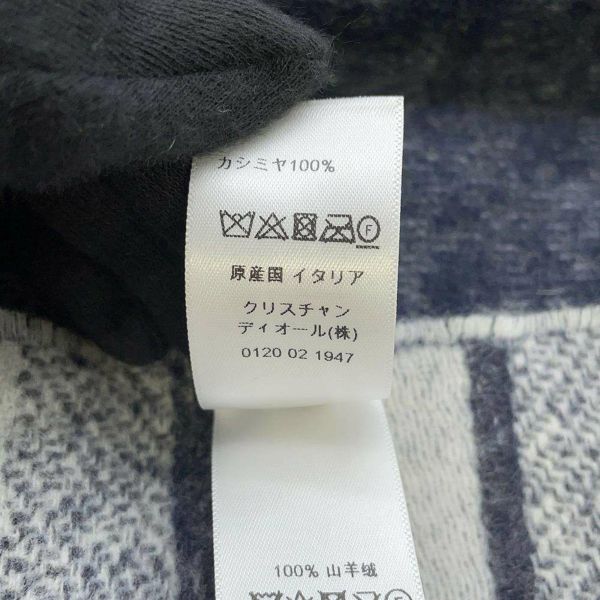 カシミヤ100%
F
原産国 イタリア
クリスチャン
ディオール(株)
0120 02 1947
100% 山羊绒